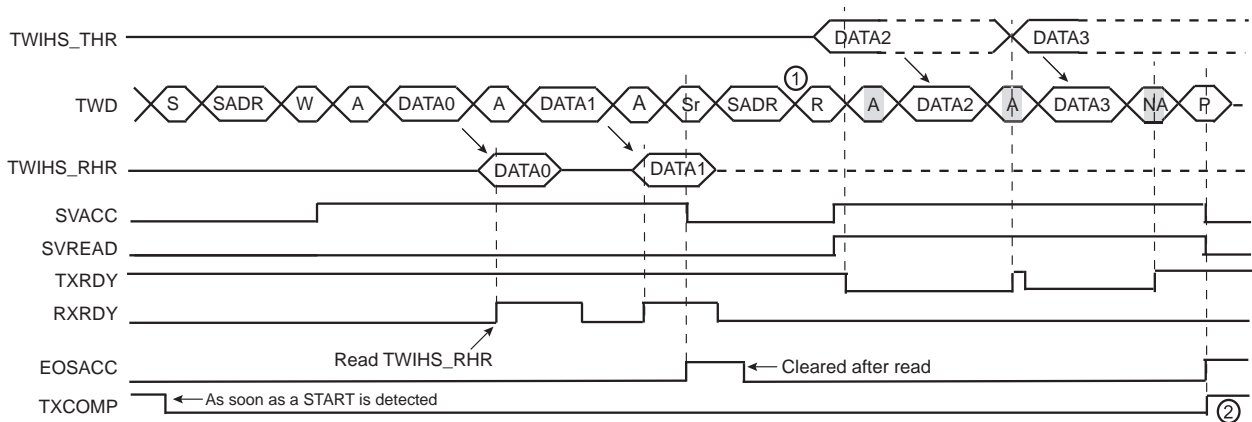 TWIHS_THR DATA2 DATA3
TWD S SADR W A DATA0 A DATA1 A Sr SADR 1 R A DATA2 A DATA3 NA P
TWIHS_RHR DATA0 DATA1
SVACC
SVREAD
TXRDY
RXRDY
Read TWIHS_RHR
EOSACC Cleared after read
TXCOMP As soon as a START is detected 2